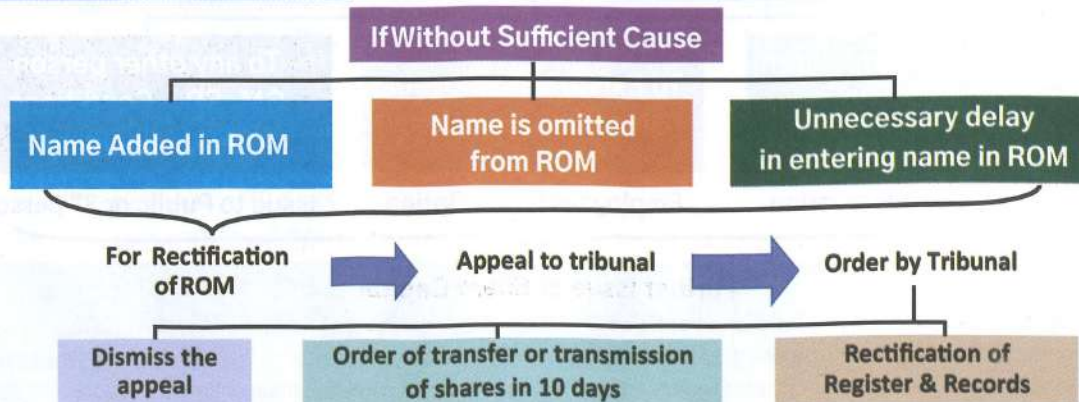 If Without Sufficient Cause
Name Added in ROM
Name is omitted
from ROM
Unnecessary delay
in entering name in ROM
For Rectification
of ROM
Appeal to tribunal
Order by Tribunal
Dismiss the
appeal
Order of transfer or transmission
of shares in 10 days
Rectification of
Register & Records